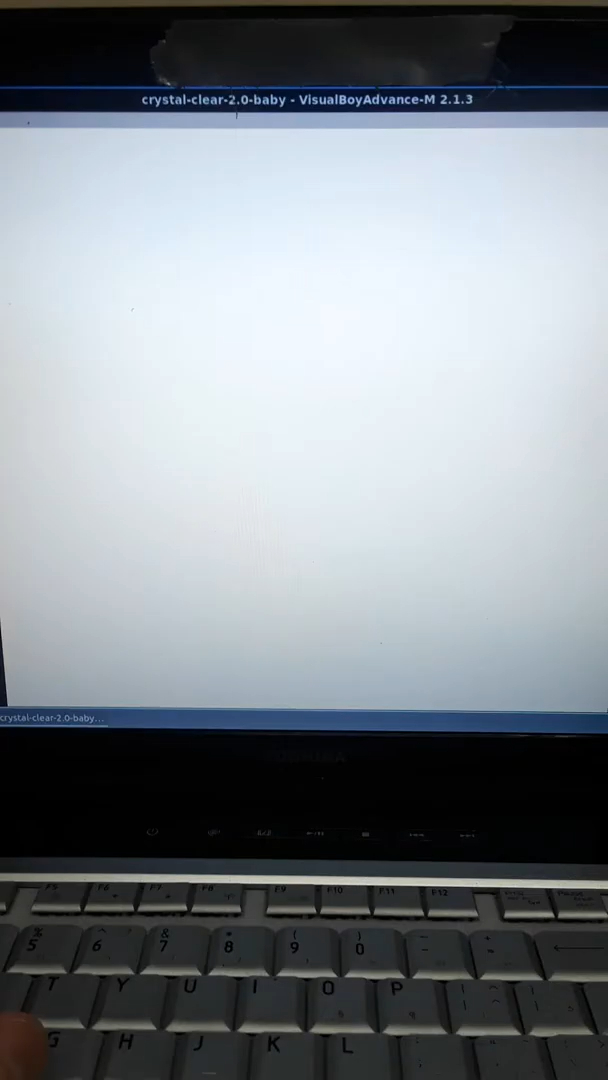 crystal-clear-2.0-baby - VisualBoyAdvance-M 2.1.3
crystal-clear-2.0-baby...
F5 F6 F7 F8 F9 F10 F11 F12
% & * ( )
5 6 7 8 9 0
T Y U I O P
G H J K L